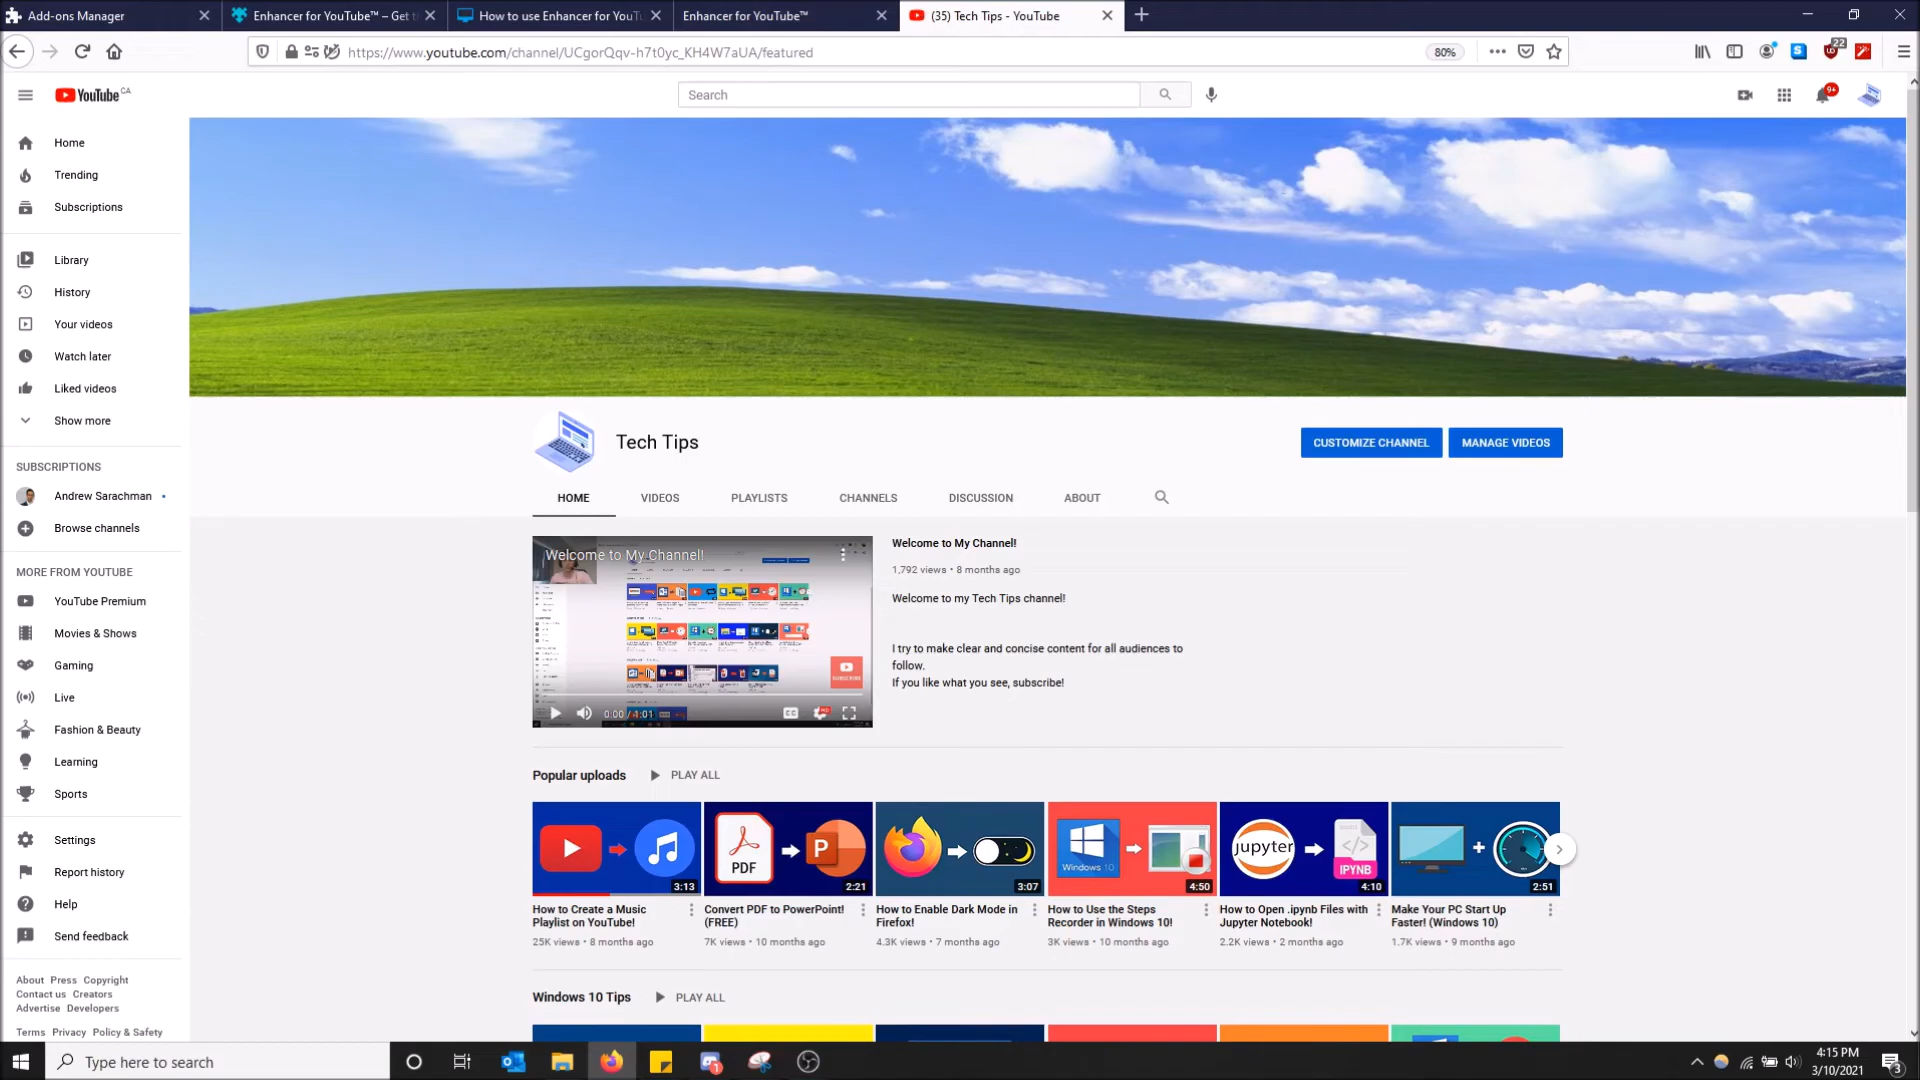 Add-ons Manager
Enhancer for YouTube™ – Get t
How to use Enhancer for YouTu
Enhancer for YouTube™
(35) Tech Tips - YouTube
https://www.youtube.com/channel/UCgorQqv-h7t0yc_KH4W7aUA/featured
80%
22
YouTube CA
Search
9+
Home
Trending
Subscriptions
Library
History
Your videos
Watch later
Liked videos
Show more
SUBSCRIPTIONS
Andrew Sarachman
Browse channels
MORE FROM YOUTUBE
YouTube Premium
Movies & Shows
Gaming
Live
Fashion & Beauty
Learning
Sports
Settings
Report history
Help
Send feedback
About Press Copyright
Contact us Creators
Advertise Developers
Terms Privacy Policy & Safety
Tech Tips
CUSTOMIZE CHANNEL
MANAGE VIDEOS
HOME
VIDEOS
PLAYLISTS
CHANNELS
DISCUSSION
ABOUT
Welcome to My Channel!
SUBSCRIBE
0:00 / 1:01
CC
HD
Welcome to My Channel!
1,792 views • 8 months ago
Welcome to my Tech Tips channel!
I try to make clear and concise content for all audiences to
follow.
If you like what you see, subscribe!
Popular uploads
PLAY ALL
3:13
How to Create a Music
Playlist on YouTube!
25K views • 8 months ago
PDF
P
2:21
Convert PDF to PowerPoint!
(FREE)
7K views • 10 months ago
3:07
How to Enable Dark Mode in
Firefox!
4.3K views • 7 months ago
Windows 10
4:50
How to Use the Steps
Recorder in Windows 10!
3K views • 10 months ago
jupyter
IPYNB
4:10
How to Open .ipynb Files with
Jupyter Notebook!
2.2K views • 2 months ago
2:51
Make Your PC Start Up
Faster! (Windows 10)
1.7K views • 9 months ago
Windows 10 Tips
PLAY ALL
Type here to search
1
4:15 PM
3/10/2021
3